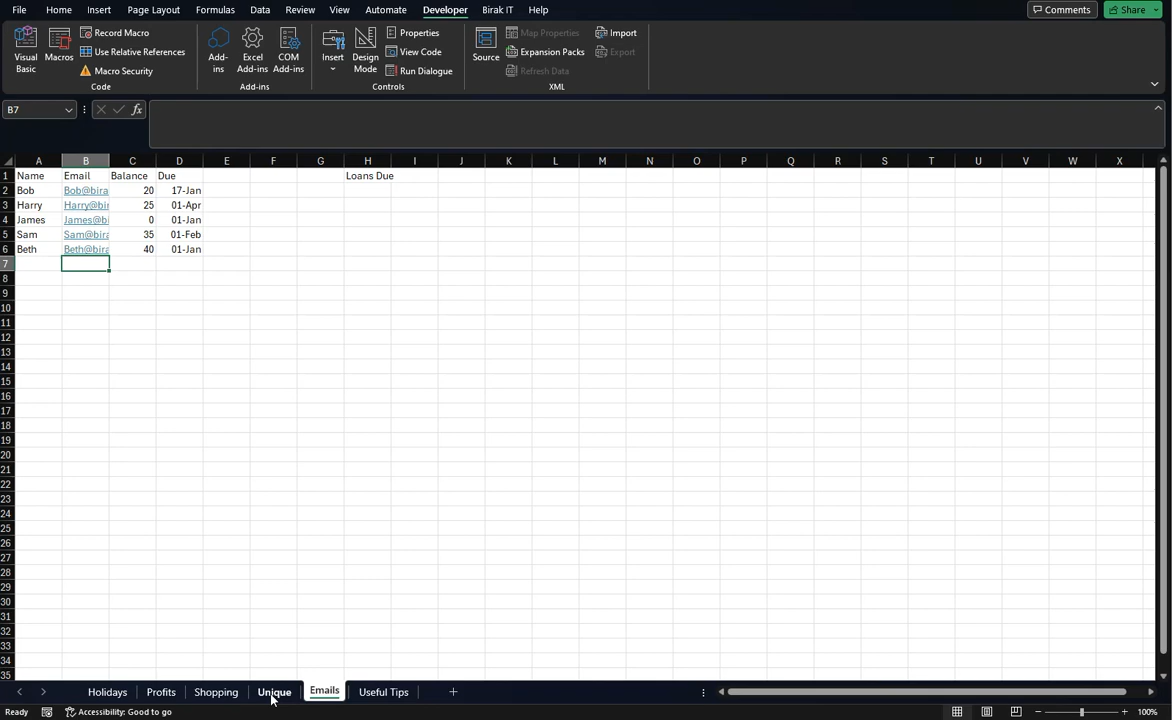 File Home Insert Page Layout Formulas Data Review View Automate Developer Birak IT Help Comments Share
Visual Basic
Macros
Record Macro
Use Relative References
Macro Security
Code
Add-ins
Excel Add-ins
COM Add-ins
Add-ins
Insert
Design Mode
Properties
View Code
Run Dialogue
Controls
Source
Map Properties
Expansion Packs
Refresh Data
Import
Export
XML
B7 fx
A B C D E F G H I J K L M N O P Q R S T U V W X
1 Name Email Balance Due Loans Due
2 Bob Bob@bira 20 17-Jan
3 Harry Harry@bi 25 01-Apr
4 James James@bi 0 01-Jan
5 Sam Sam@bira 35 01-Feb
6 Beth Beth@bira 40 01-Jan
7
8
9
10
11
12
13
14
15
16
17
18
19
20
21
22
23
24
25
26
27
28
29
30
31
32
33
34
35
Holidays Profits Shopping Unique Emails Useful Tips
Ready Accessibility: Good to go 100%